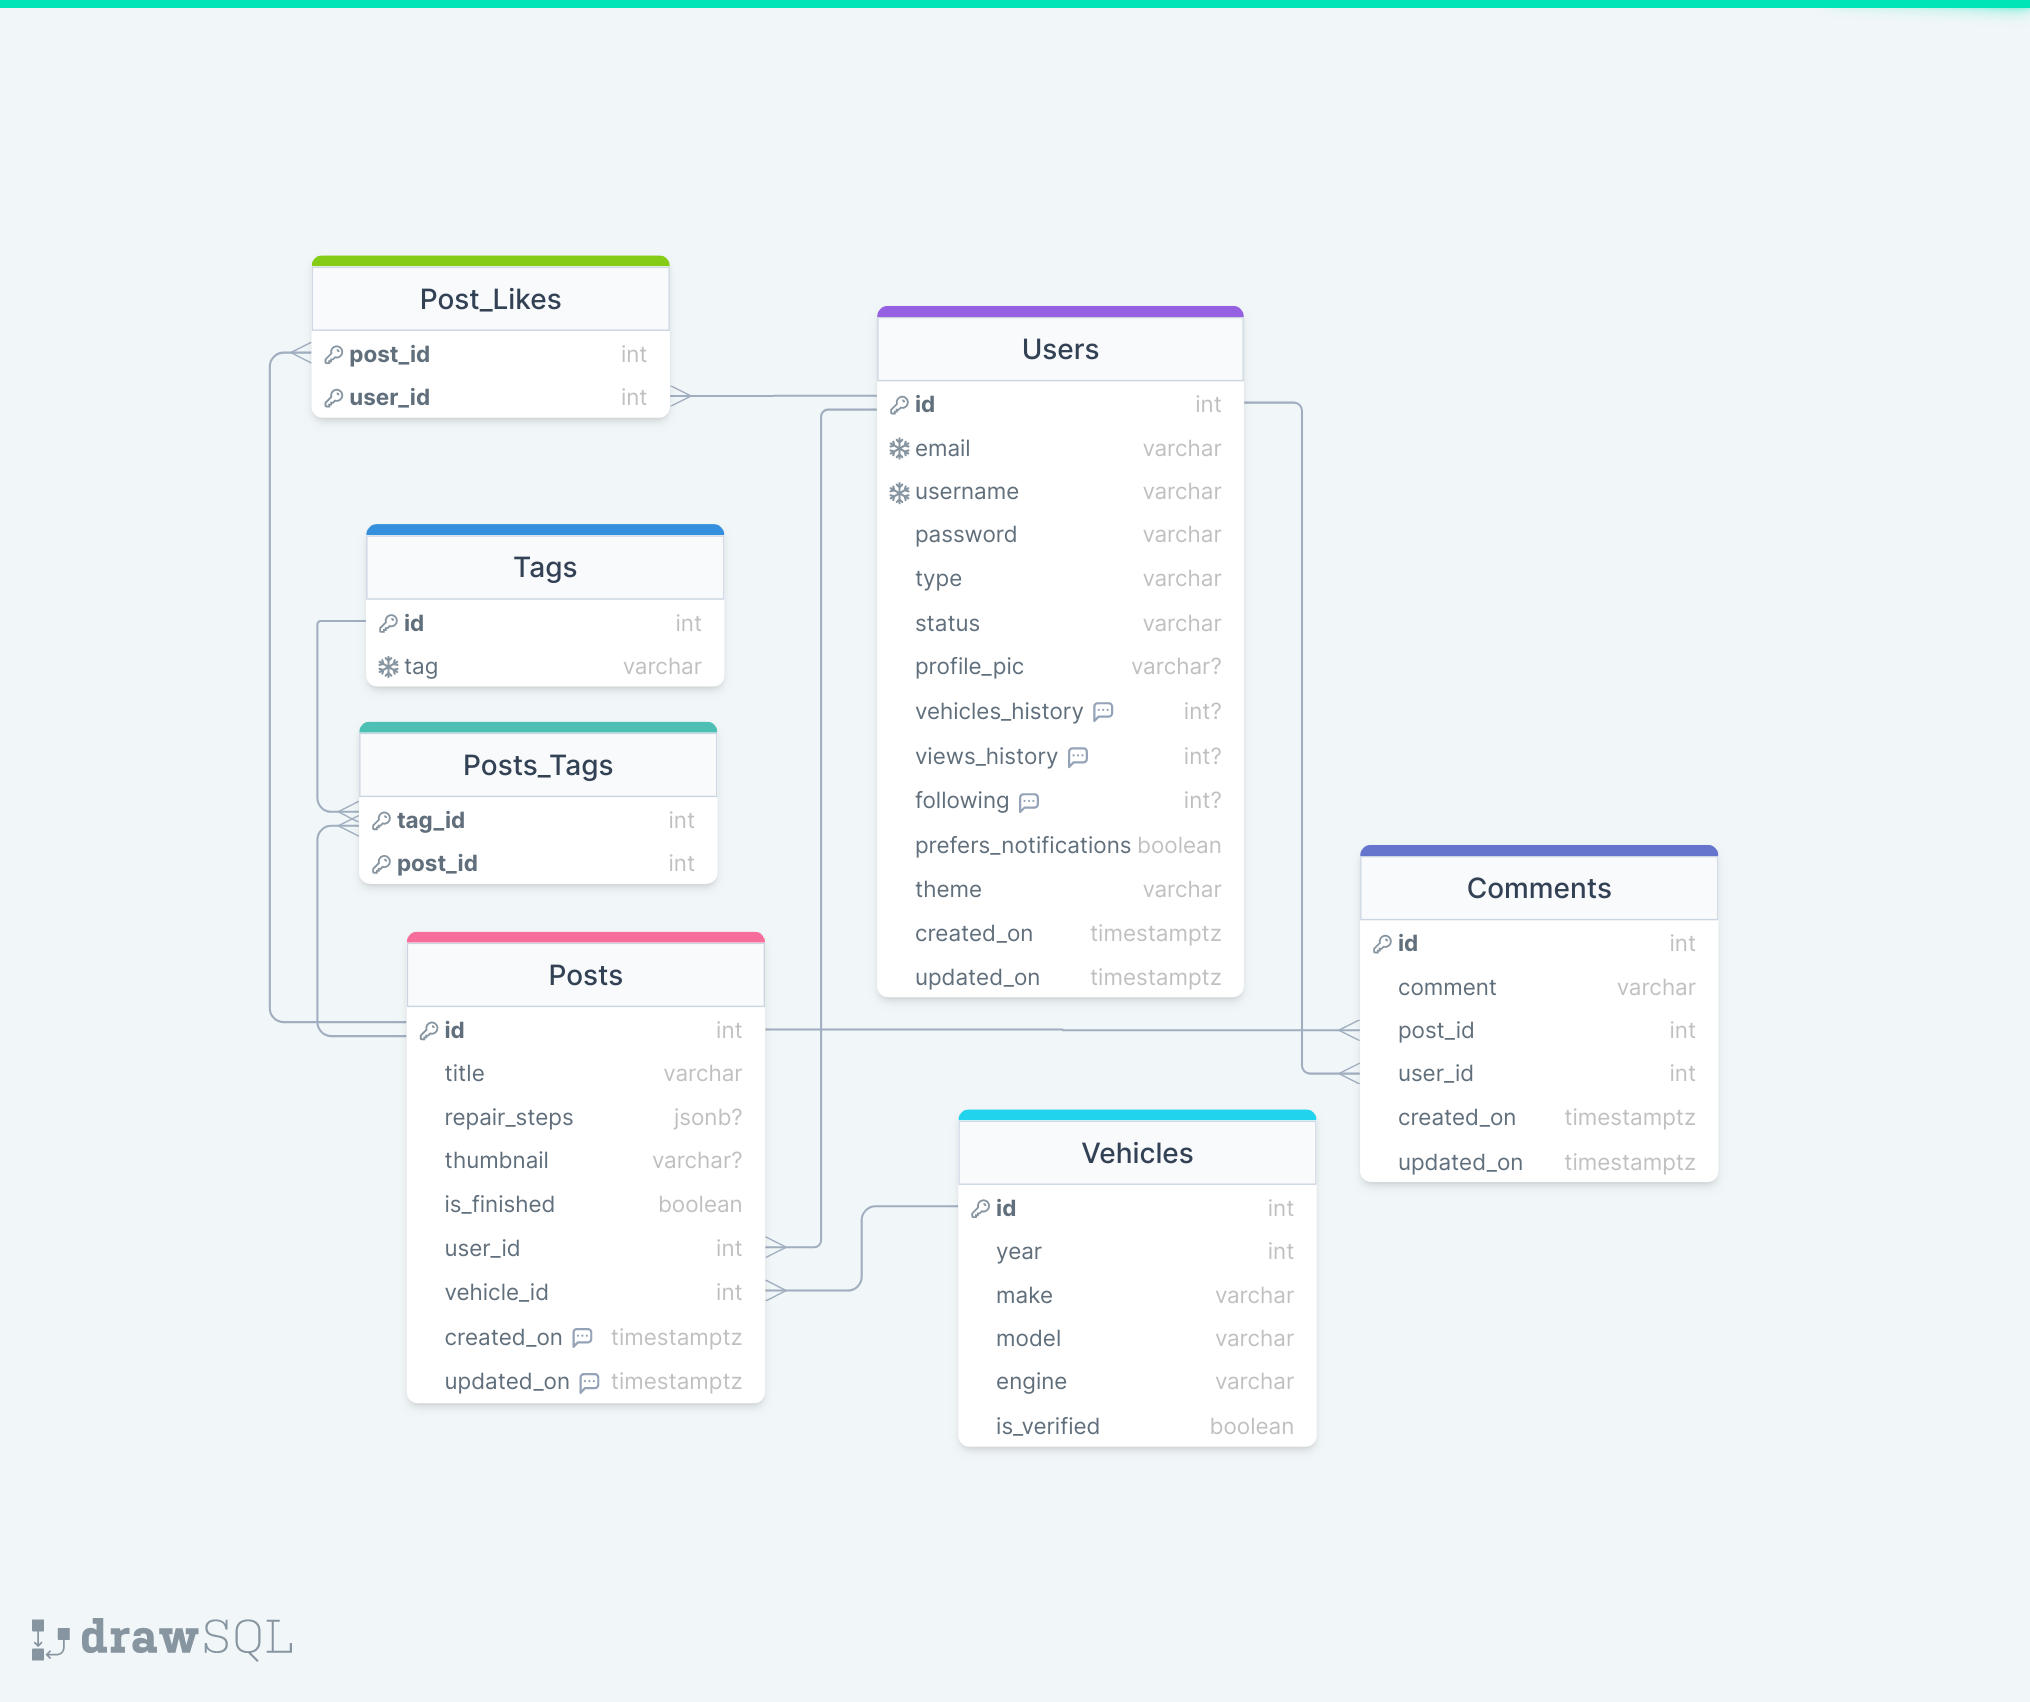 Post_Likes
post_id int
user_id int
Users
id int
email varchar
username varchar
password varchar
type varchar
status varchar
profile_pic varchar?
vehicles_history int?
views_history int?
following int?
prefers_notifications boolean
theme varchar
created_on timestamptz
updated_on timestamptz
Tags
id int
tag varchar
Posts_Tags
tag_id int
post_id int
Posts
id int
title varchar
repair_steps jsonb?
thumbnail varchar?
is_finished boolean
user_id int
vehicle_id int
created_on timestamptz
updated_on timestamptz
Comments
id int
comment varchar
post_id int
user_id int
created_on timestamptz
updated_on timestamptz
Vehicles
id int
year int
make varchar
model varchar
engine varchar
is_verified boolean
drawSQL